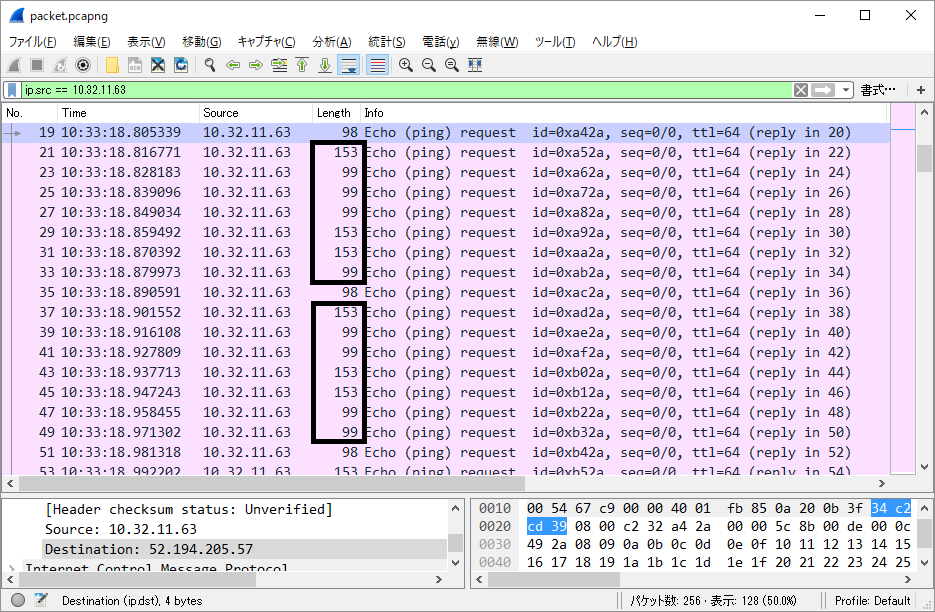 packet.pcapng
ファイル(F) 編集(E) 表示(V) 移動(G) キャプチャ(C) 分析(A) 統計(S) 電話(y) 無線(W) ツール(T) ヘルプ(H)
ip.src == 10.32.11.63 書式… +
No. Time Source Length Info
19 10:33:18.805339 10.32.11.63 98 Echo (ping) request id=0xa42a, seq=0/0, ttl=64 (reply in 20)
21 10:33:18.816771 10.32.11.63 153 Echo (ping) request id=0xa52a, seq=0/0, ttl=64 (reply in 22)
23 10:33:18.828183 10.32.11.63 99 Echo (ping) request id=0xa62a, seq=0/0, ttl=64 (reply in 24)
25 10:33:18.839096 10.32.11.63 99 Echo (ping) request id=0xa72a, seq=0/0, ttl=64 (reply in 26)
27 10:33:18.849034 10.32.11.63 99 Echo (ping) request id=0xa82a, seq=0/0, ttl=64 (reply in 28)
29 10:33:18.859492 10.32.11.63 153 Echo (ping) request id=0xa92a, seq=0/0, ttl=64 (reply in 30)
31 10:33:18.870392 10.32.11.63 153 Echo (ping) request id=0xaa2a, seq=0/0, ttl=64 (reply in 32)
33 10:33:18.879973 10.32.11.63 99 Echo (ping) request id=0xab2a, seq=0/0, ttl=64 (reply in 34)
35 10:33:18.890591 10.32.11.63 98 Echo (ping) request id=0xac2a, seq=0/0, ttl=64 (reply in 36)
37 10:33:18.901552 10.32.11.63 153 Echo (ping) request id=0xad2a, seq=0/0, ttl=64 (reply in 38)
39 10:33:18.916108 10.32.11.63 99 Echo (ping) request id=0xae2a, seq=0/0, ttl=64 (reply in 40)
41 10:33:18.927809 10.32.11.63 99 Echo (ping) request id=0xaf2a, seq=0/0, ttl=64 (reply in 42)
43 10:33:18.937713 10.32.11.63 153 Echo (ping) request id=0xb02a, seq=0/0, ttl=64 (reply in 44)
45 10:33:18.947243 10.32.11.63 153 Echo (ping) request id=0xb12a, seq=0/0, ttl=64 (reply in 46)
47 10:33:18.958455 10.32.11.63 99 Echo (ping) request id=0xb22a, seq=0/0, ttl=64 (reply in 48)
49 10:33:18.971302 10.32.11.63 99 Echo (ping) request id=0xb32a, seq=0/0, ttl=64 (reply in 50)
51 10:33:18.981318 10.32.11.63 98 Echo (ping) request id=0xb42a, seq=0/0, ttl=64 (reply in 52)
53 10:33:18.992202 10.32.11.63 153 Echo (ping) request id=0xb52a, seq=0/0, ttl=64 (reply in 54)
[Header checksum status: Unverified]
Source: 10.32.11.63
Destination: 52.194.205.57
Internet Control Message Protocol
0010 00 54 67 c9 00 00 40 01 fb 85 0a 20 0b 3f 34 c2
0020 cd 39 08 00 c2 32 a4 2a 00 00 5c 8b 00 de 00 0c
0030 49 2a 08 09 0a 0b 0c 0d 0e 0f 10 11 12 13 14 15
0040 16 17 18 19 1a 1b 1c 1d 1e 1f 20 21 22 23 24 25
Destination (ip.dst), 4 bytes パケット数: 256 · 表示: 128 (50.0%) Profile: Default